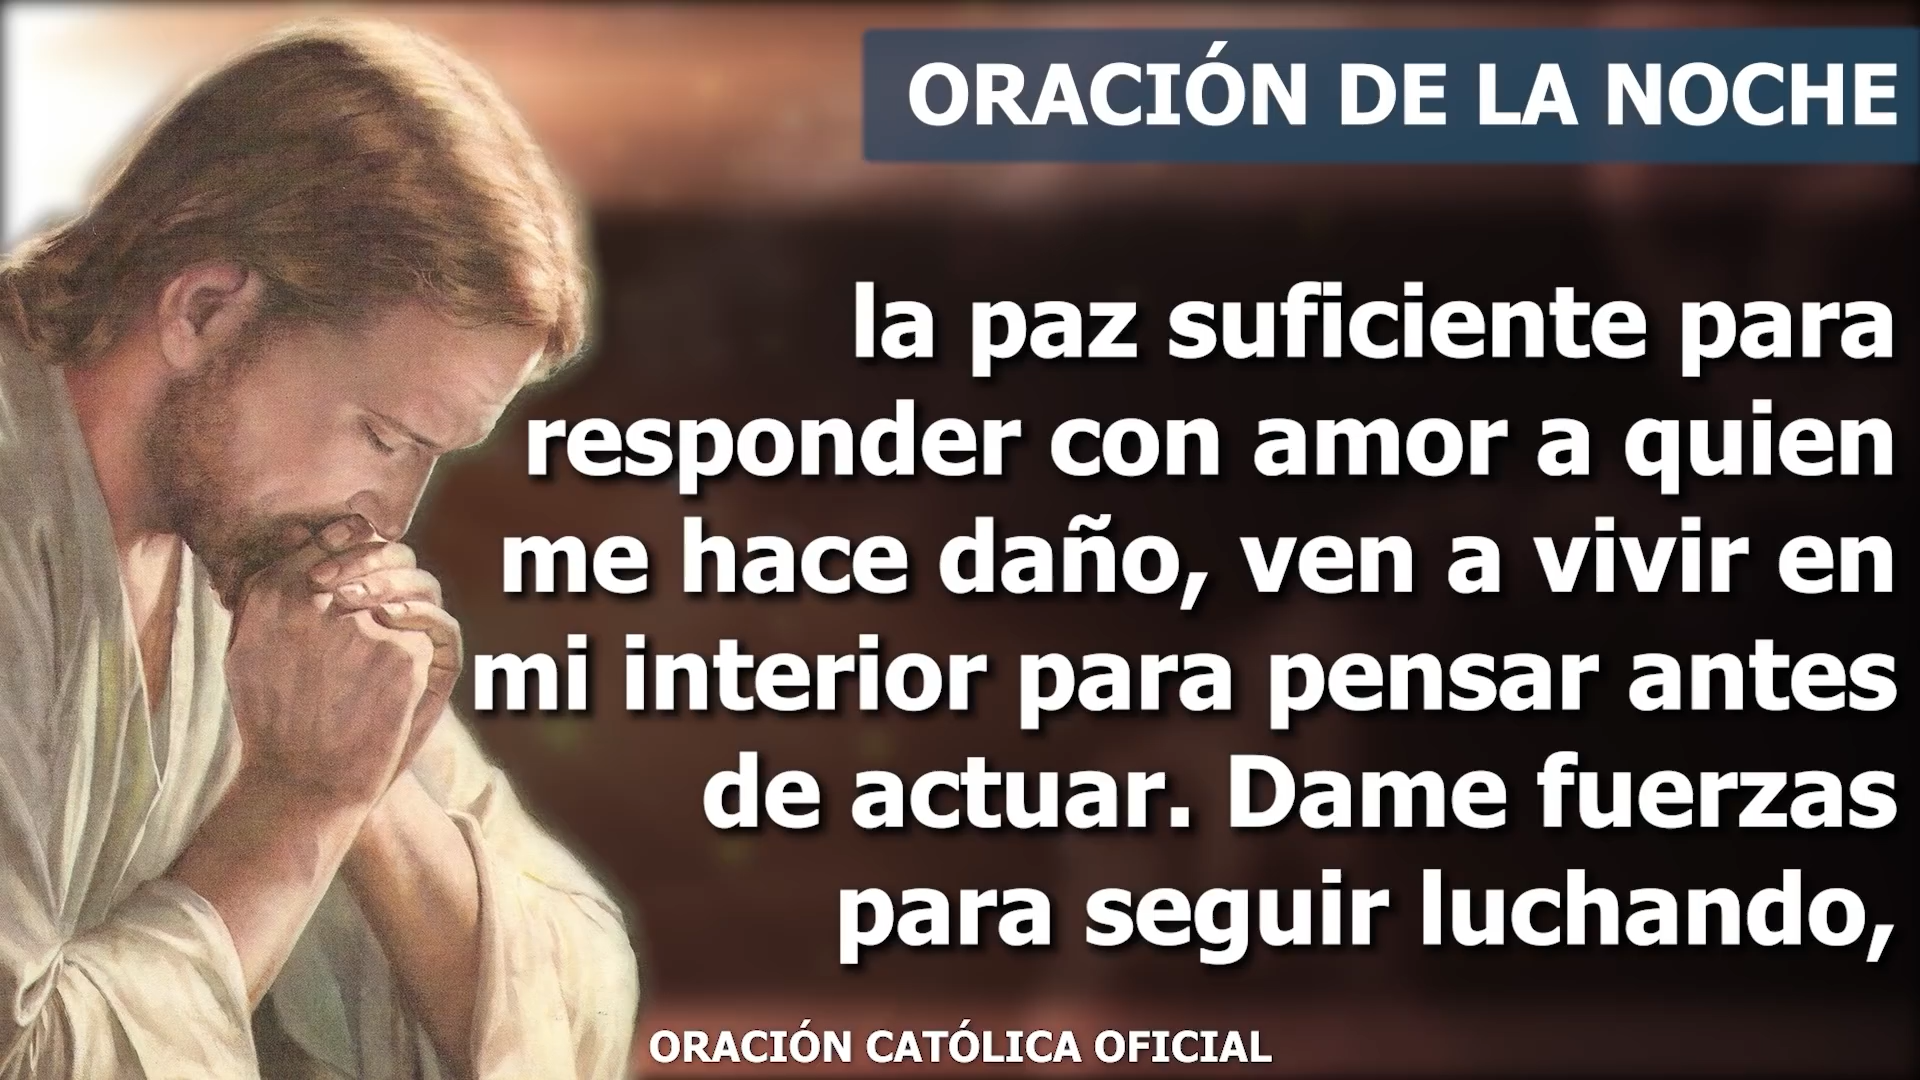 ORACIÓN DE LA NOCHE
la paz suficiente para
responder con amor a quien
me hace daño, ven a vivir en
mi interior para pensar antes
de actuar. Dame fuerzas
para seguir luchando,
ORACIÓN CATÓLICA OFICIAL